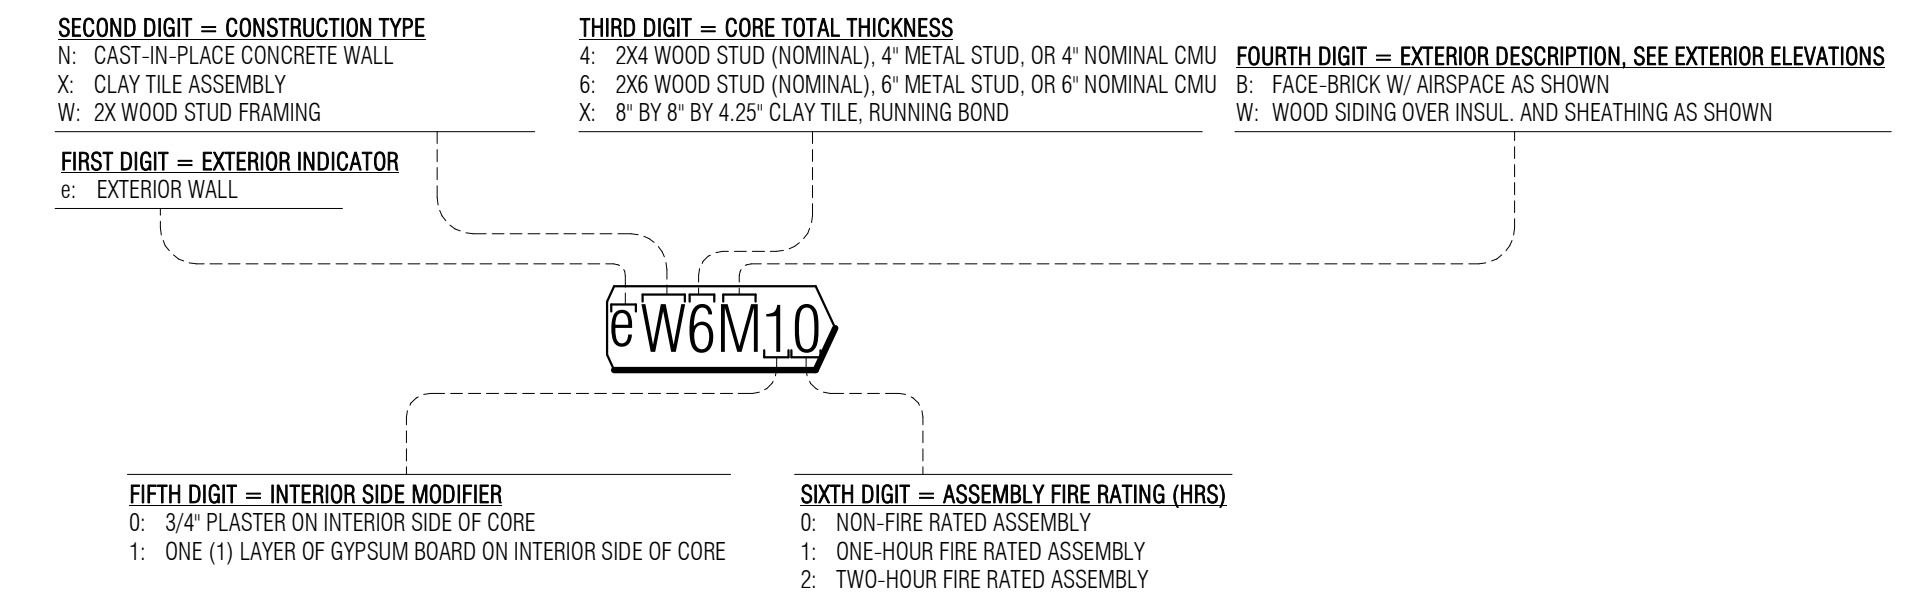 SECOND DIGIT = CONSTRUCTION TYPE
N: CAST-IN-PLACE CONCRETE WALL
X: CLAY TILE ASSEMBLY
W: 2X WOOD STUD FRAMING
THIRD DIGIT = CORE TOTAL THICKNESS
4: 2X4 WOOD STUD (NOMINAL), 4" METAL STUD, OR 4" NOMINAL CMU
6: 2X6 WOOD STUD (NOMINAL), 6" METAL STUD, OR 6" NOMINAL CMU
X: 8" BY 8" BY 4.25" CLAY TILE, RUNNING BOND
FOURTH DIGIT = EXTERIOR DESCRIPTION, SEE EXTERIOR ELEVATIONS
B: FACE-BRICK W/ AIRSPACE AS SHOWN
W: WOOD SIDING OVER INSUL. AND SHEATHING AS SHOWN
FIRST DIGIT = EXTERIOR INDICATOR
e: EXTERIOR WALL
eW6M10
FIFTH DIGIT = INTERIOR SIDE MODIFIER
0: 3/4" PLASTER ON INTERIOR SIDE OF CORE
1: ONE (1) LAYER OF GYPSUM BOARD ON INTERIOR SIDE OF CORE
SIXTH DIGIT = ASSEMBLY FIRE RATING (HRS)
0: NON-FIRE RATED ASSEMBLY
1: ONE-HOUR FIRE RATED ASSEMBLY
2: TWO-HOUR FIRE RATED ASSEMBLY